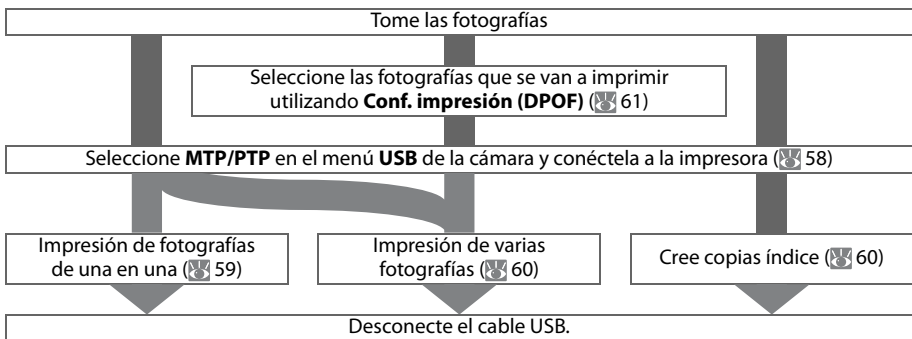 Tome las fotografías
Seleccione las fotografías que se van a imprimir
utilizando Conf. impresión (DPOF) ( 61)
Seleccione MTP/PTP en el menú USB de la cámara y conéctela a la impresora ( 58)
Impresión de fotografías
de una en una ( 59)
Impresión de varias
fotografías ( 60)
Cree copias índice ( 60)
Desconecte el cable USB.